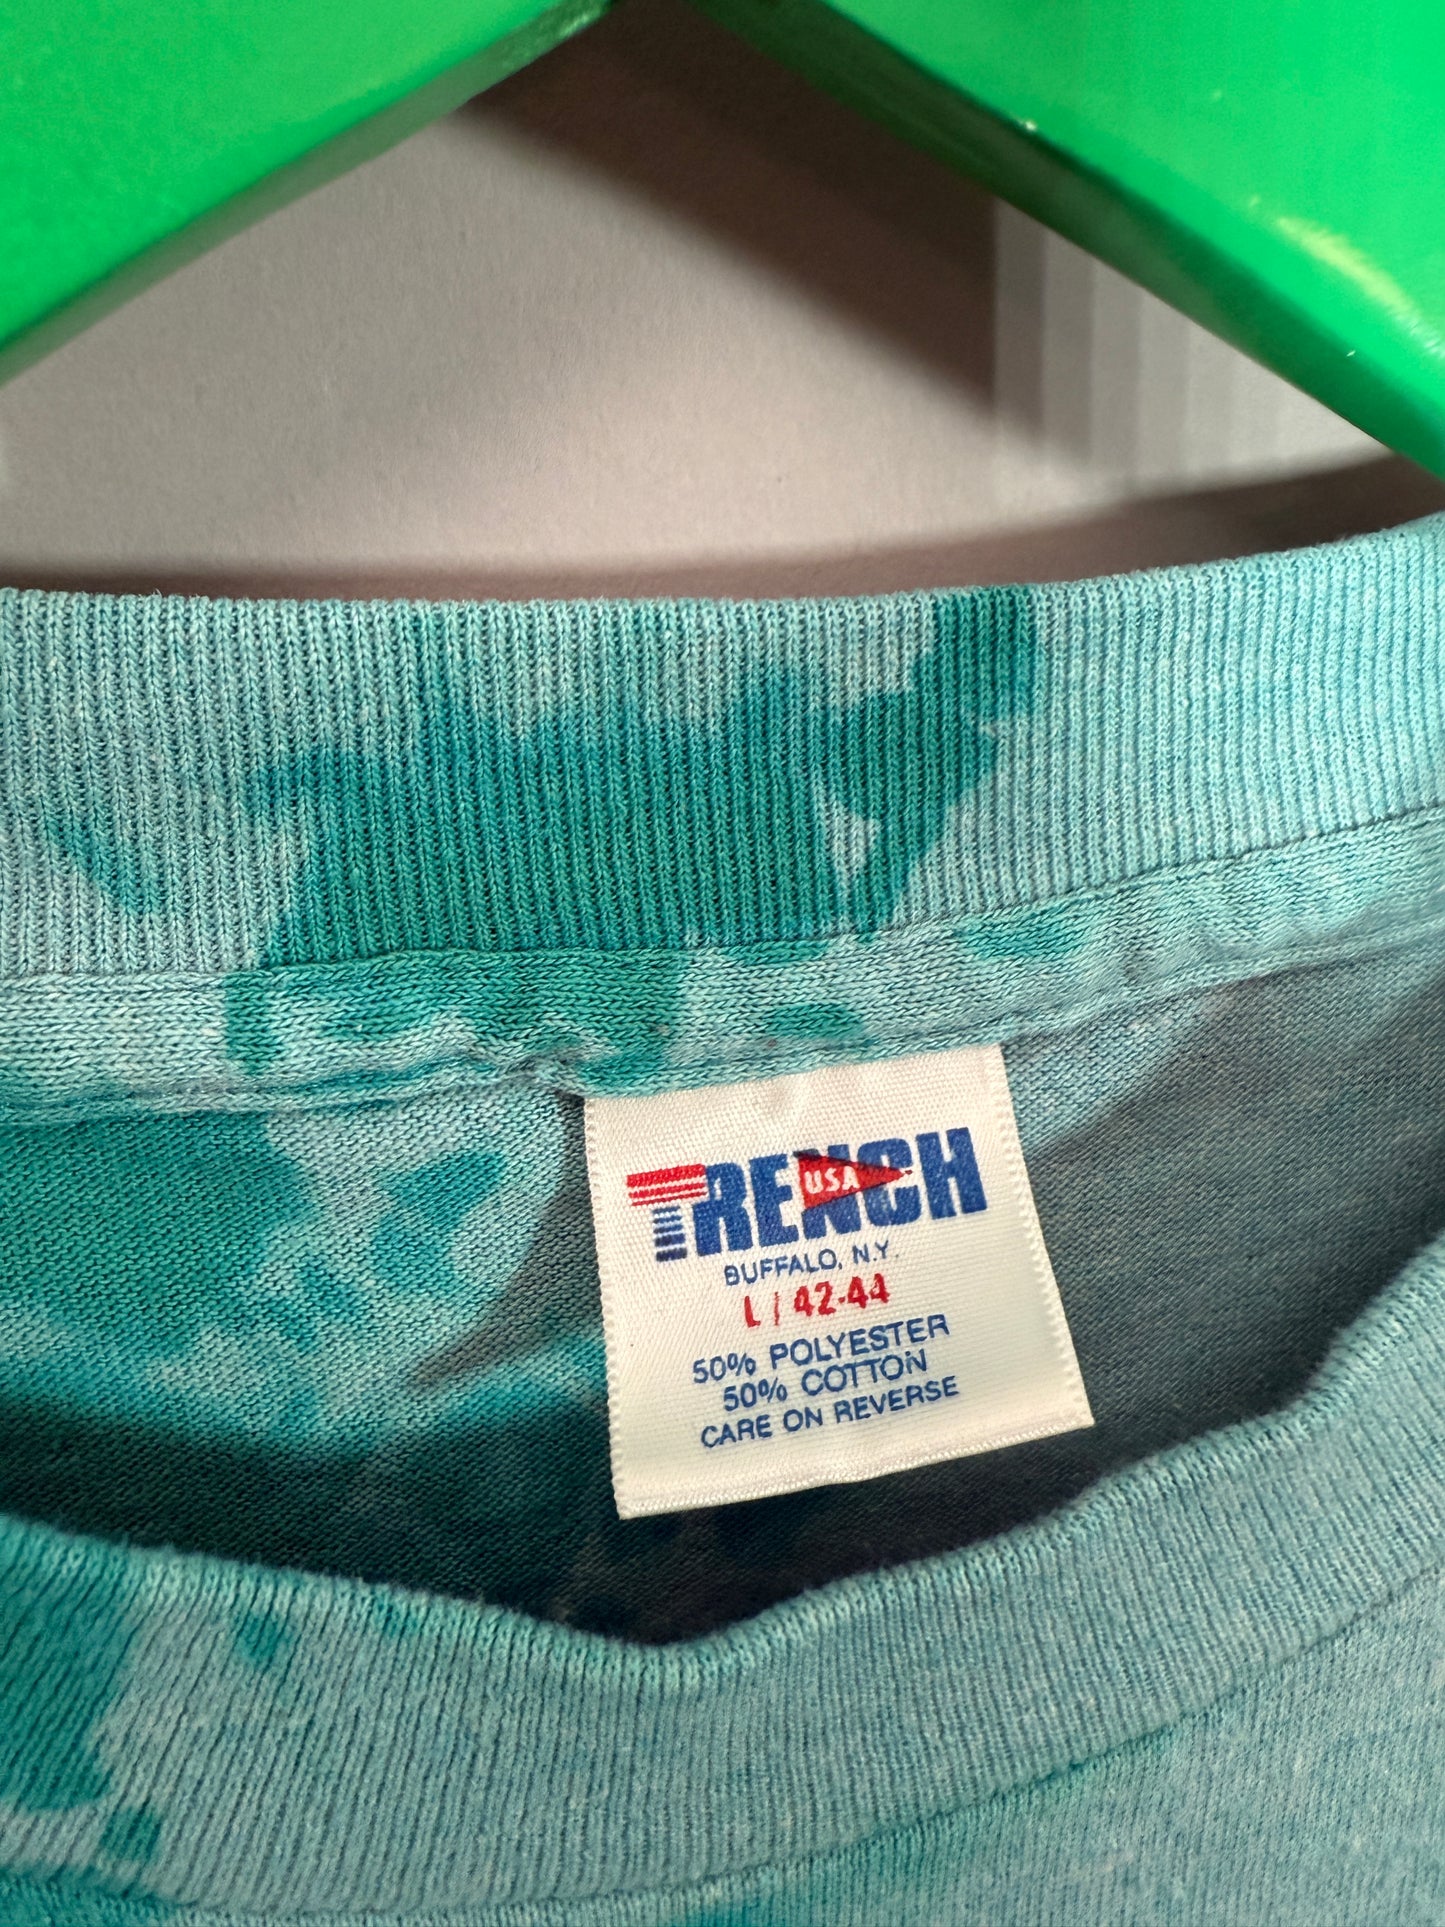 TRENCH
USA
BUFFALO, N.Y.
L / 42-44
50% POLYESTER
50% COTTON
CARE ON REVERSE